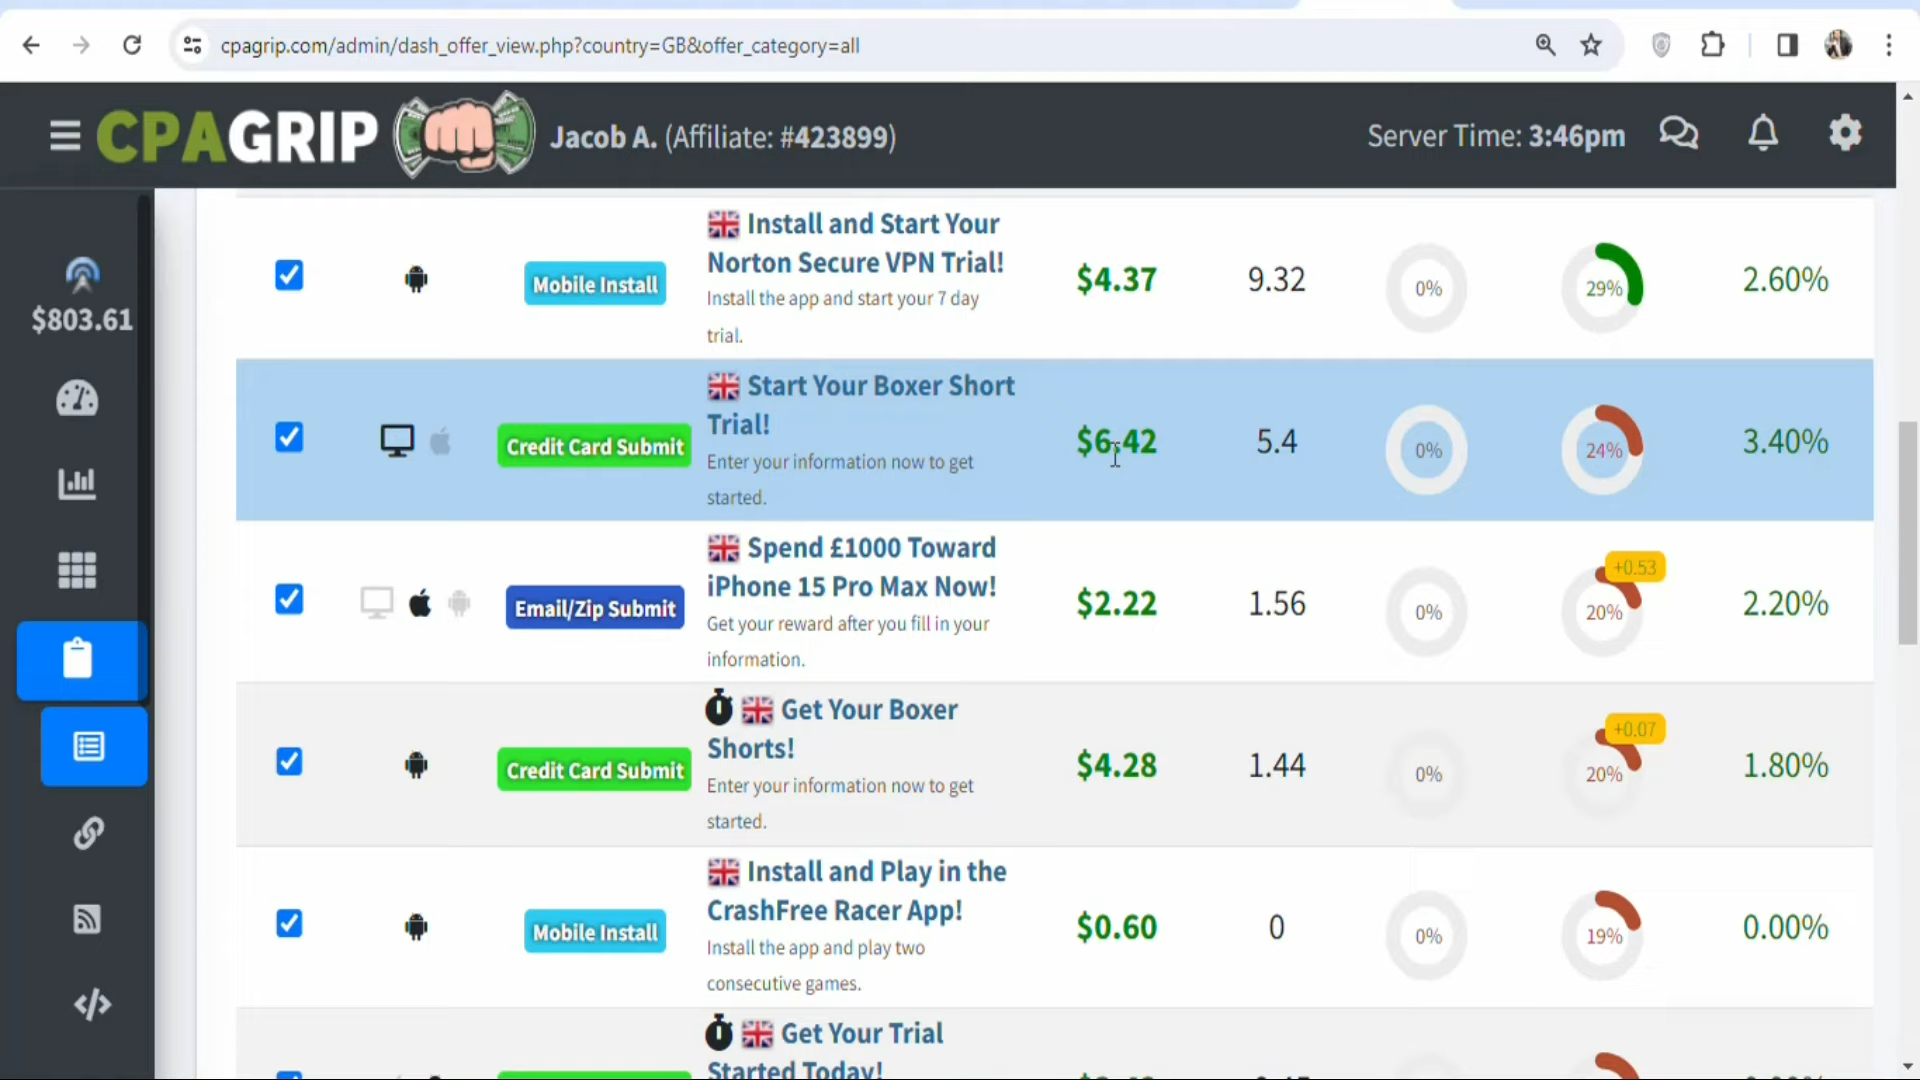 cpagrip.com/admin/dash_offer_view.php?country=GB&offer_category=all
CPAGRIP
Jacob A. (Affiliate: #423899)
Server Time: 3:46pm
$803.61
Mobile Install
Install and Start Your
Norton Secure VPN Trial!
Install the app and start your 7 day
trial.
$4.37
9.32
0%
29%
2.60%
Credit Card Submit
Start Your Boxer Short
Trial!
Enter your information now to get
started.
$6.42
5.4
0%
24%
3.40%
Email/Zip Submit
Spend £1000 Toward
iPhone 15 Pro Max Now!
Get your reward after you fill in your
information.
$2.22
1.56
0%
+0.53
20%
2.20%
Credit Card Submit
Get Your Boxer
Shorts!
Enter your information now to get
started.
$4.28
1.44
0%
+0.07
20%
1.80%
Mobile Install
Install and Play in the
CrashFree Racer App!
Install the app and play two
consecutive games.
$0.60
0
0%
19%
0.00%
Get Your Trial
Started Today!